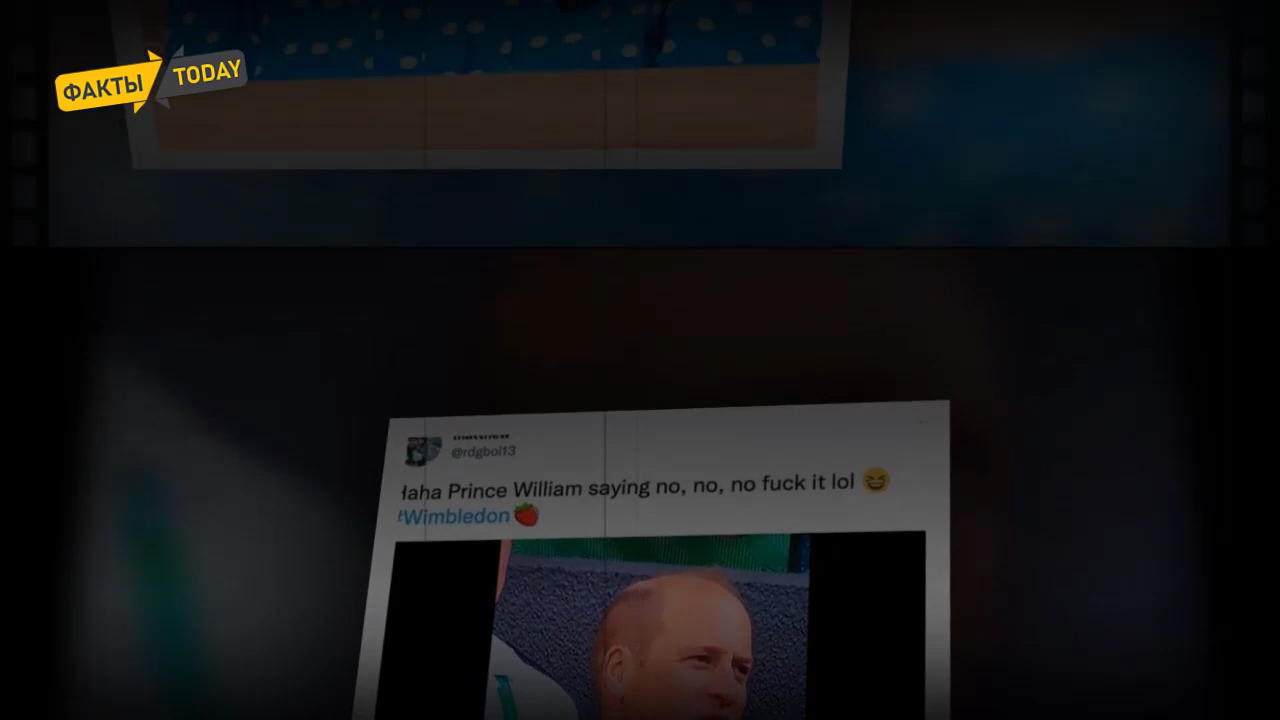 ФАКТЫ TODAY
@rdgboi13
Haha Prince William saying no, no, no fuck it lol 😆
#Wimbledon🍓